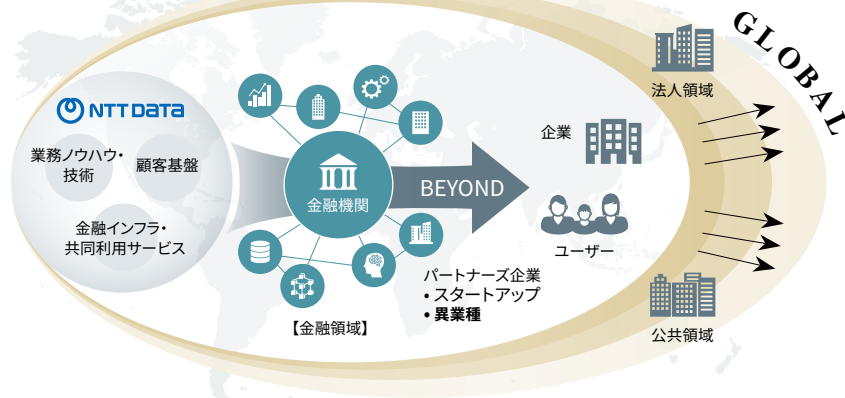 GLOBAL
法人領域
NTT DATA
業務ノウハウ・
技術
顧客基盤
金融インフラ・
共同利用サービス
金融機関
BEYOND
企業
ユーザー
パートナーズ企業
• スタートアップ
• 異業種
【金融領域】
公共領域